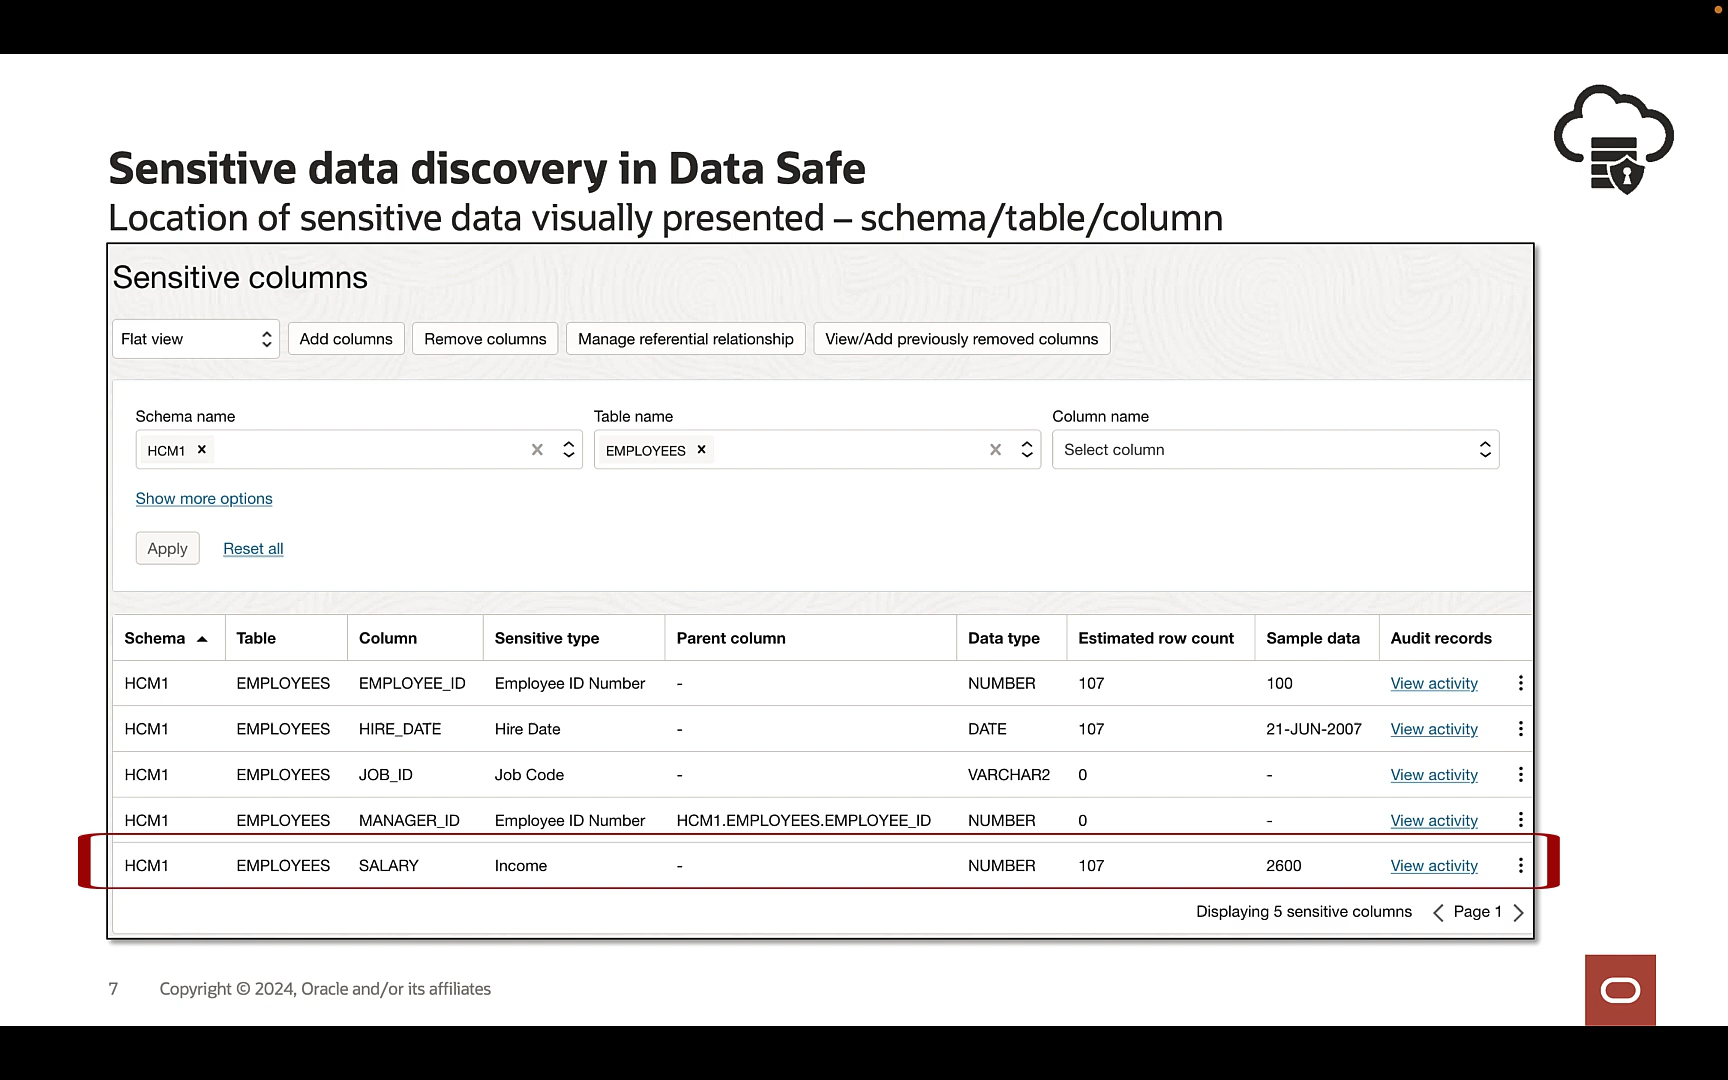 Sensitive data discovery in Data Safe
Location of sensitive data visually presented – schema/table/column
Sensitive columns
Flat view Add columns Remove columns Manage referential relationship View/Add previously removed columns
Schema name Table name Column name
HCM1 EMPLOYEES Select column
Show more options
Apply Reset all
Schema Table Column Sensitive type Parent column Data type Estimated row count Sample data Audit records
HCM1 EMPLOYEES EMPLOYEE_ID Employee ID Number - NUMBER 107 100 View activity
HCM1 EMPLOYEES HIRE_DATE Hire Date - DATE 107 21-JUN-2007 View activity
HCM1 EMPLOYEES JOB_ID Job Code - VARCHAR2 0 - View activity
HCM1 EMPLOYEES MANAGER_ID Employee ID Number HCM1.EMPLOYEES.EMPLOYEE_ID NUMBER 0 - View activity
HCM1 EMPLOYEES SALARY Income - NUMBER 107 2600 View activity
Displaying 5 sensitive columns Page 1
7 Copyright © 2024, Oracle and/or its affiliates